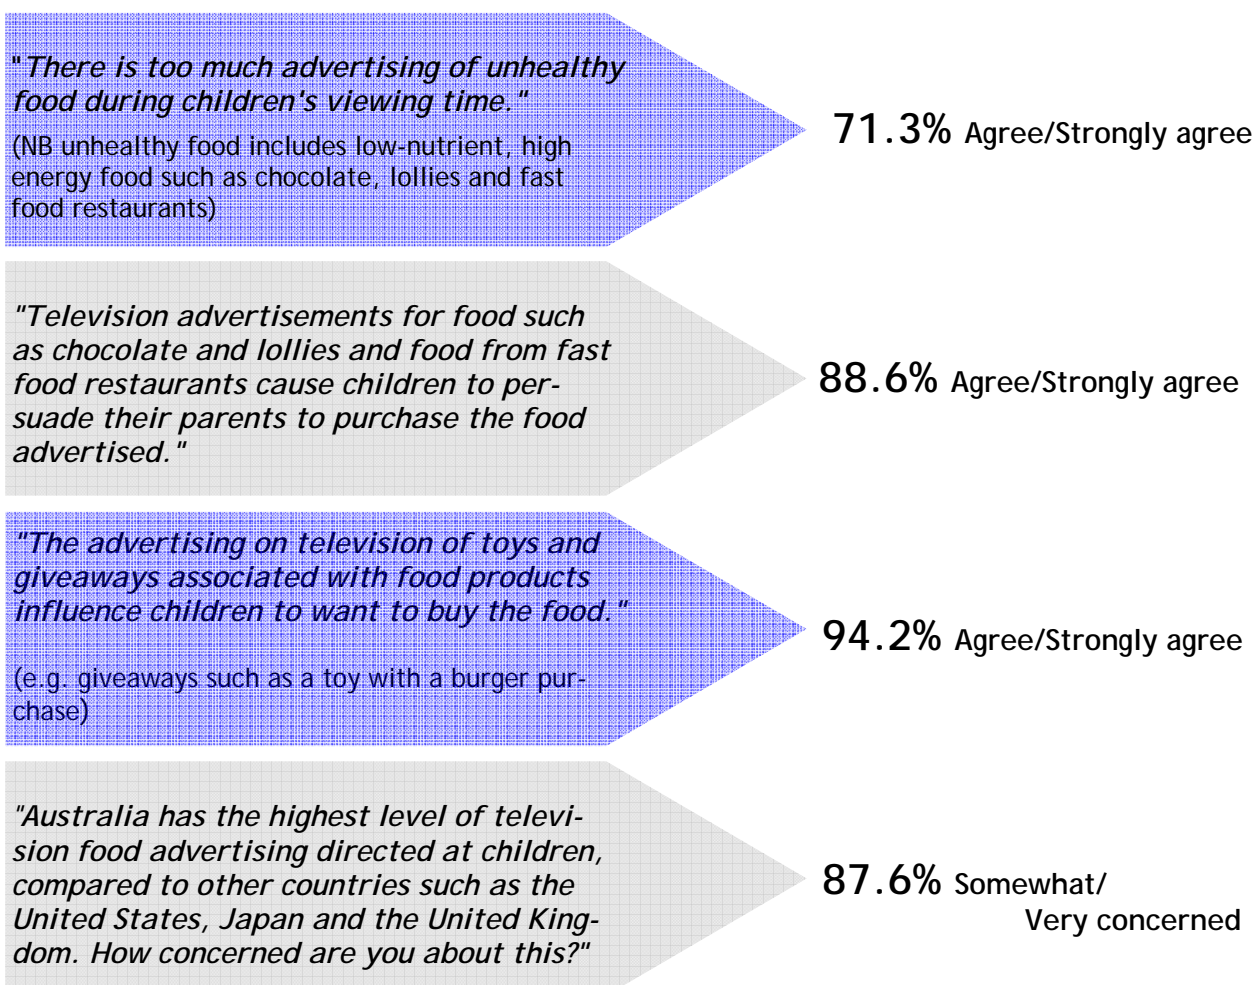 "There is too much advertising of unhealthy
food during children's viewing time."
(NB unhealthy food includes low-nutrient, high
energy food such as chocolate, lollies and fast
food restaurants)
71.3% Agree/Strongly agree
"Television advertisements for food such
as chocolate and lollies and food from fast
food restaurants cause children to per-
suade their parents to purchase the food
advertised."
88.6% Agree/Strongly agree
"The advertising on television of toys and
giveaways associated with food products
influence children to want to buy the food."
(e.g. giveaways such as a toy with a burger pur-
chase)
94.2% Agree/Strongly agree
"Australia has the highest level of televi-
sion food advertising directed at children,
compared to other countries such as the
United States, Japan and the United King-
dom. How concerned are you about this?"
87.6% Somewhat/
Very concerned